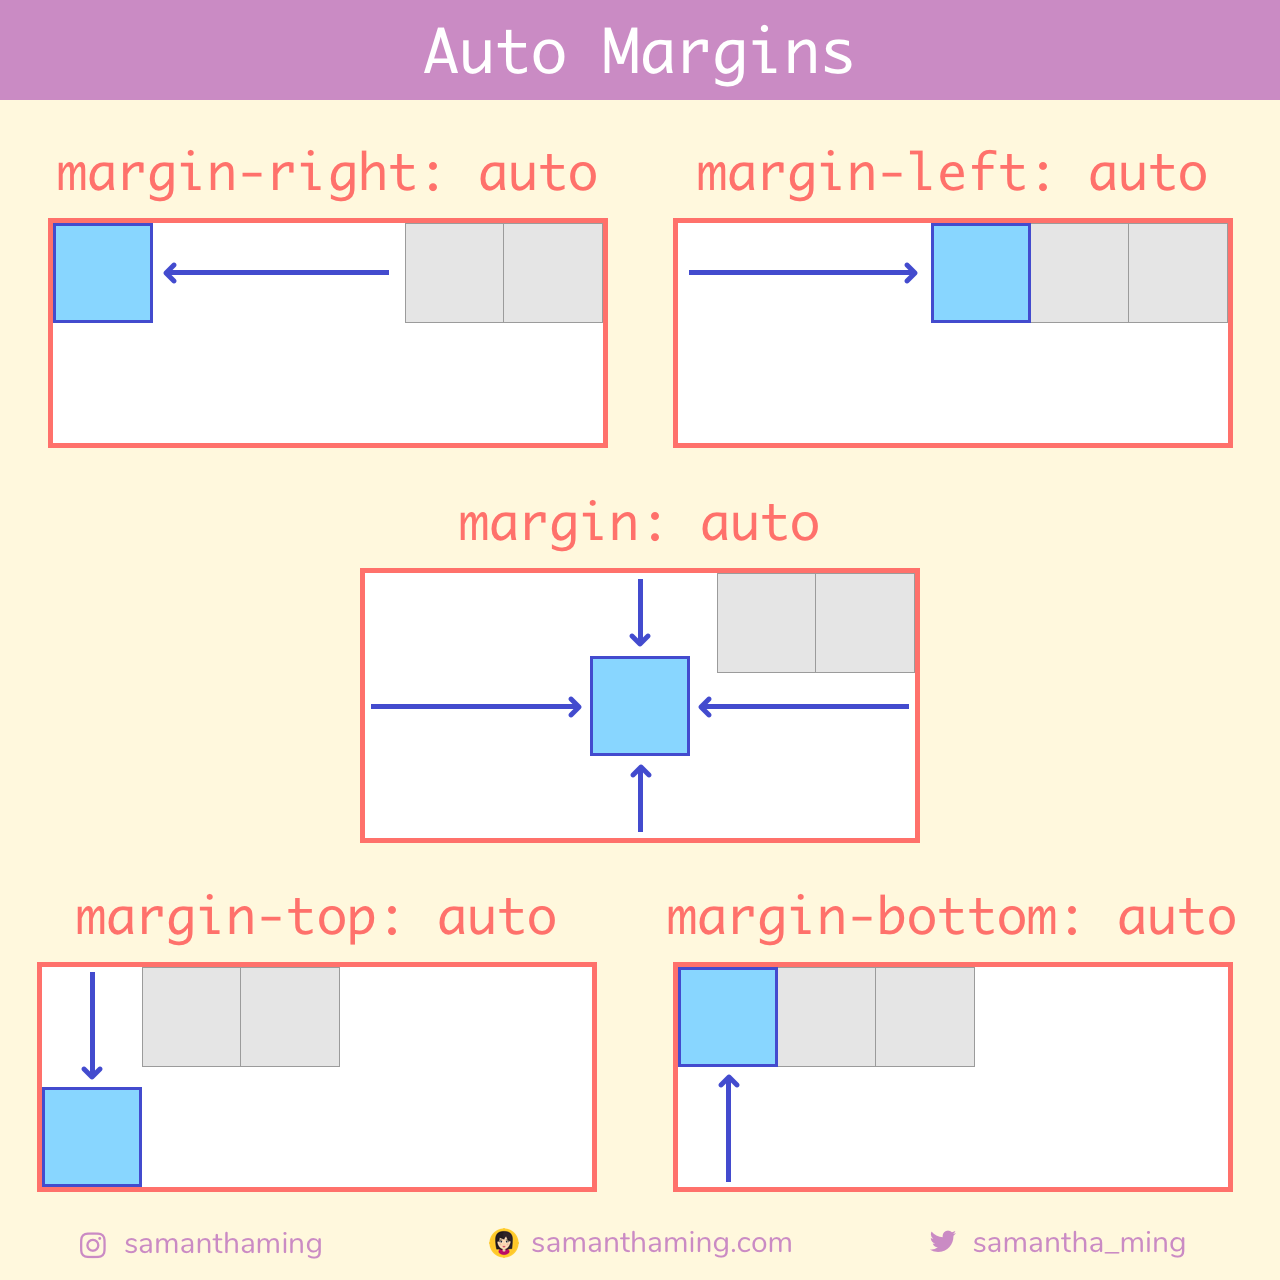 Auto Margins
margin-right: auto
margin-left: auto
margin: auto
margin-top: auto
margin-bottom: auto
samanthaming
samanthaming.com
samantha_ming